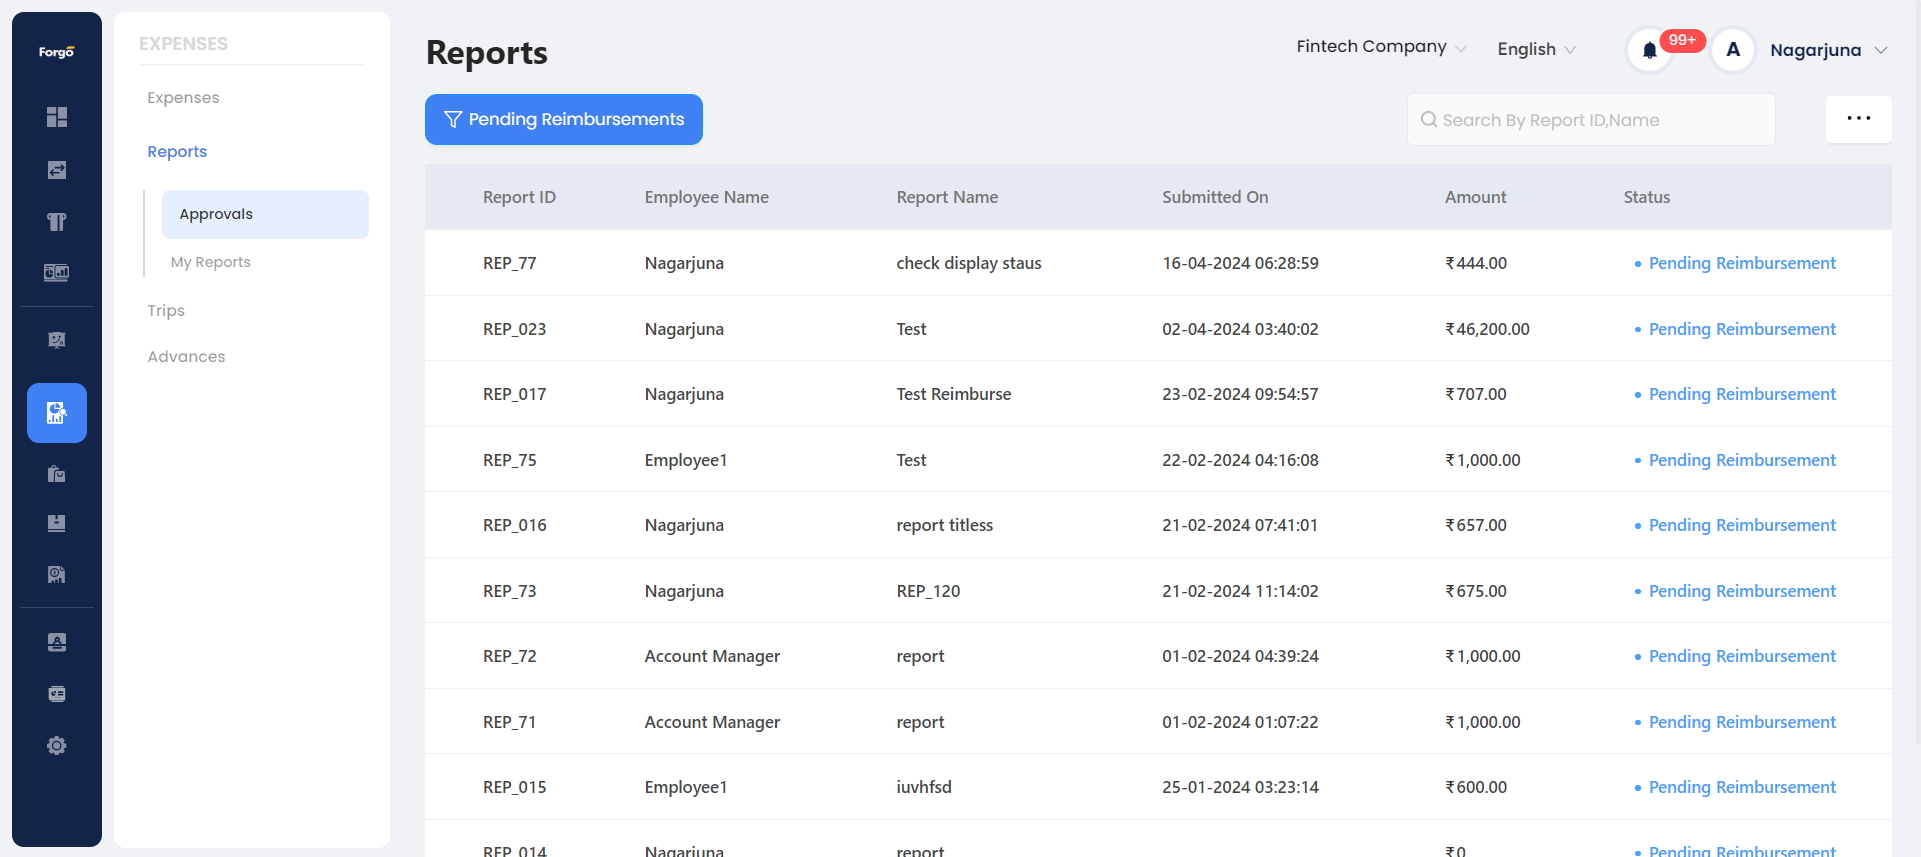 Forgo
EXPENSES
Expenses
Reports
Approvals
My Reports
Trips
Advances
Reports
Fintech Company
English
99+
A
Nagarjuna
Pending Reimbursements
Search By Report ID,Name
Report ID Employee Name Report Name Submitted On Amount Status
REP_77 Nagarjuna check display staus 16-04-2024 06:28:59 ₹444.00 Pending Reimbursement
REP_023 Nagarjuna Test 02-04-2024 03:40:02 ₹46,200.00 Pending Reimbursement
REP_017 Nagarjuna Test Reimburse 23-02-2024 09:54:57 ₹707.00 Pending Reimbursement
REP_75 Employee1 Test 22-02-2024 04:16:08 ₹1,000.00 Pending Reimbursement
REP_016 Nagarjuna report titless 21-02-2024 07:41:01 ₹657.00 Pending Reimbursement
REP_73 Nagarjuna REP_120 21-02-2024 11:14:02 ₹675.00 Pending Reimbursement
REP_72 Account Manager report 01-02-2024 04:39:24 ₹1,000.00 Pending Reimbursement
REP_71 Account Manager report 01-02-2024 01:07:22 ₹1,000.00 Pending Reimbursement
REP_015 Employee1 iuvhfsd 25-01-2024 03:23:14 ₹600.00 Pending Reimbursement
REP_014 Nagarjuna report ₹0 Pending Reimbursement